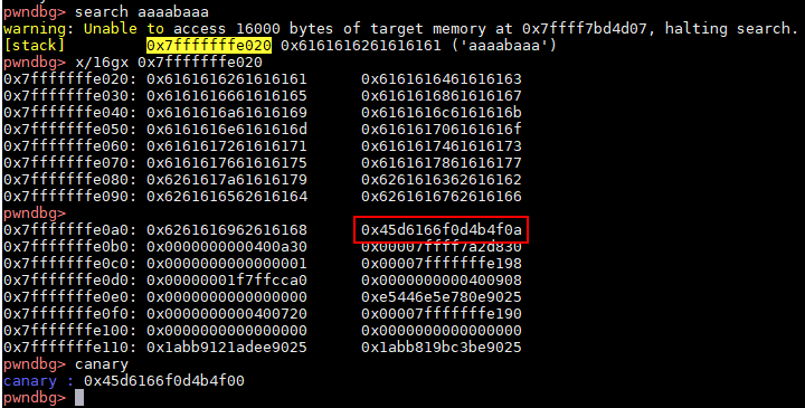 pwndbg> search aaaabaaa
warning: Unable to access 16000 bytes of target memory at 0x7ffff7bd4d07, halting search.
[stack] 0x7fffffffe020 0x6161616261616161 ('aaaabaaa')
pwndbg> x/16gx 0x7fffffffe020
0x7fffffffe020: 0x6161616261616161 0x6161616461616163
0x7fffffffe030: 0x6161616661616165 0x6161616861616167
0x7fffffffe040: 0x6161616a61616169 0x6161616c6161616b
0x7fffffffe050: 0x6161616e6161616d 0x616161706161616f
0x7fffffffe060: 0x6161617261616171 0x6161617461616173
0x7fffffffe070: 0x6161617661616175 0x6161617861616177
0x7fffffffe080: 0x6261617a61616179 0x6261616362616162
0x7fffffffe090: 0x6261616562616164 0x6261616762616166
pwndbg>
0x7fffffffe0a0: 0x6261616962616168 0x45d6166f0d4b4f0a
0x7fffffffe0b0: 0x0000000000400a30 0x00007ffff7a2d830
0x7fffffffe0c0: 0x0000000000000001 0x00007fffffffe198
0x7fffffffe0d0: 0x00000001f7ffcca0 0x0000000000400908
0x7fffffffe0e0: 0x0000000000000000 0xe5446e5e780e9025
0x7fffffffe0f0: 0x0000000000400720 0x00007fffffffe190
0x7fffffffe100: 0x0000000000000000 0x0000000000000000
0x7fffffffe110: 0x1abb9121adee9025 0x1abb819bc3be9025
pwndbg> canary
canary : 0x45d6166f0d4b4f00
pwndbg>